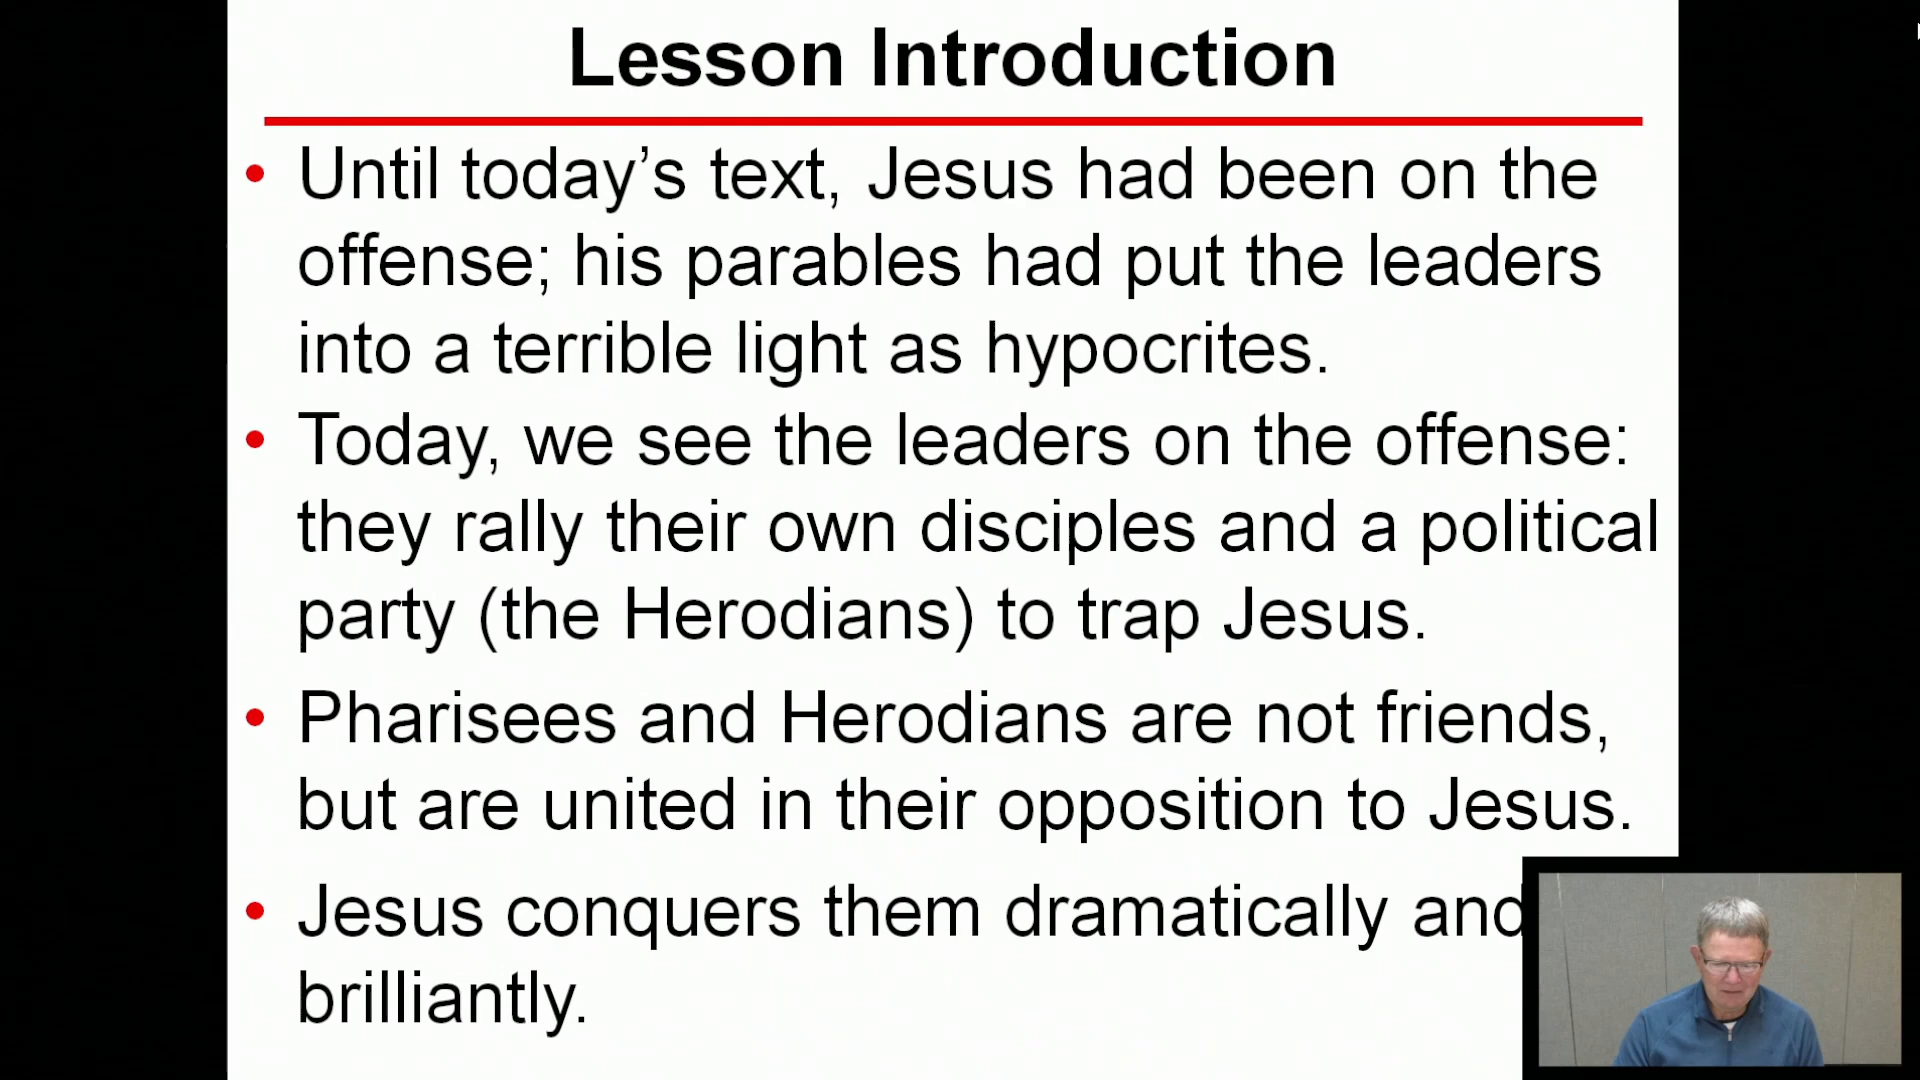 Lesson Introduction
• Until today’s text, Jesus had been on the
offense; his parables had put the leaders
into a terrible light as hypocrites.
• Today, we see the leaders on the offense:
they rally their own disciples and a political
party (the Herodians) to trap Jesus.
• Pharisees and Herodians are not friends,
but are united in their opposition to Jesus.
• Jesus conquers them dramatically and
brilliantly.